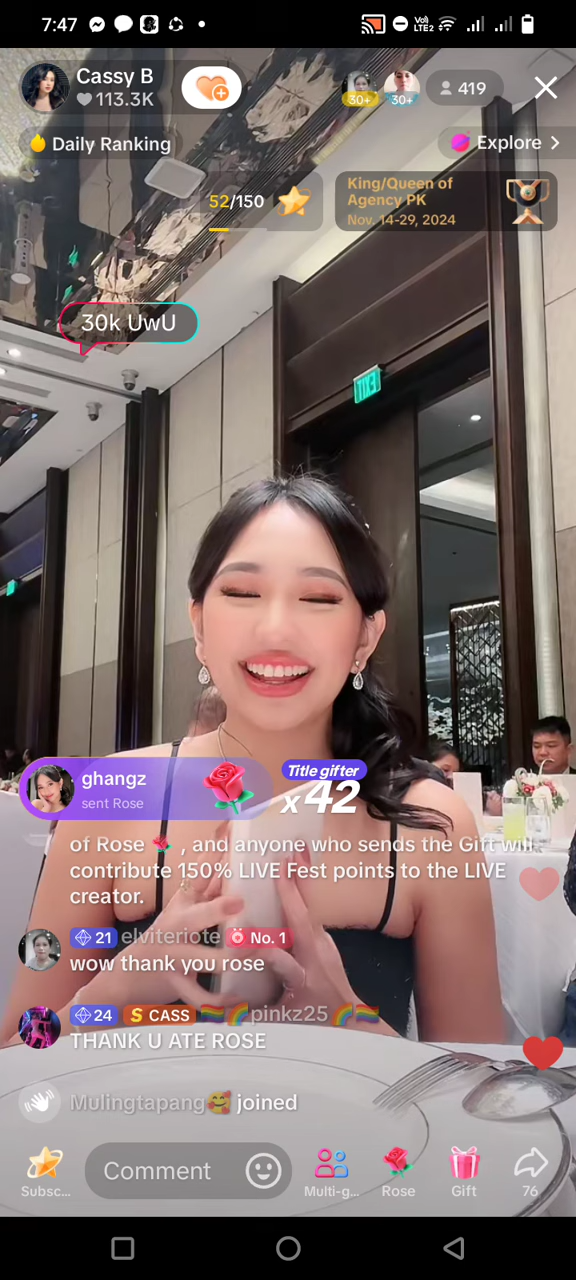 7:47
Vo)) LTE2
Cassy B
113.3K
30+
30+
419
Daily Ranking
Explore
52/150
King/Queen of
Agency PK
Nov. 14-29, 2024
30k UwU
EXIT
ghangz
sent Rose
Title gifter
x42
of Rose 🌹 , and anyone who sends the Gift will
contribute 150% LIVE Fest points to the LIVE
creator.
21 elviteriote No. 1
wow thank you rose
24 S CASS 🏳️‍🌈🌈pinkz25 🌈🏳️‍🌈
THANK U ATE ROSE
Mulingtapang🥰 joined
Subsc...
Comment
Multi-g...
Rose
Gift
76